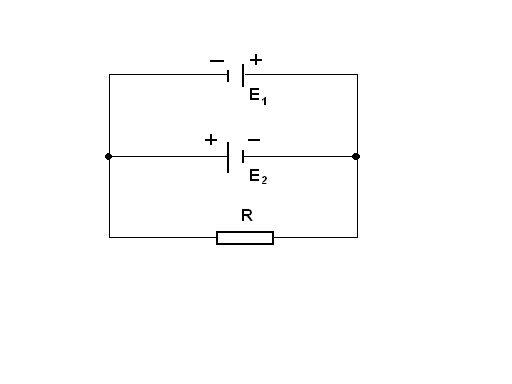 − +
E1
+ −
E2
R